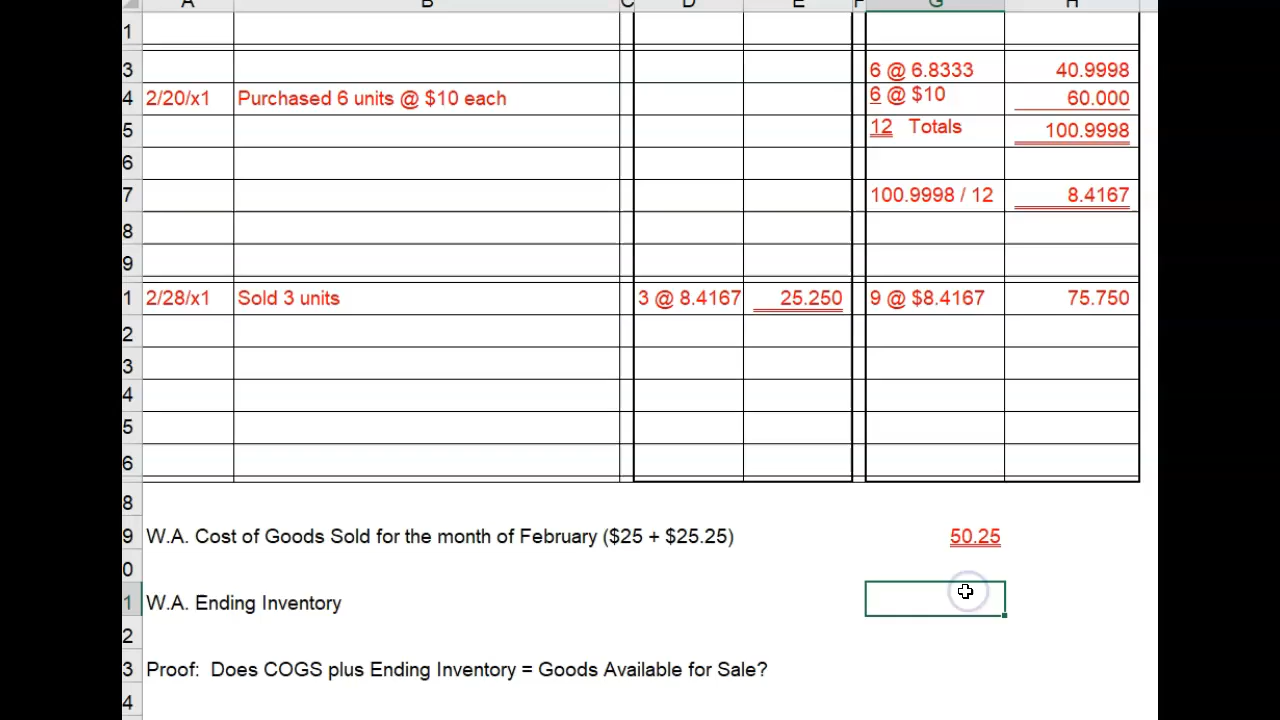 A B C D E F G H
1
3 6 @ 6.8333 40.9998
4 2/20/x1 Purchased 6 units @ $10 each 6 @ $10 60.000
5 12 Totals 100.9998
6
7 100.9998 / 12 8.4167
8
9
1 2/28/x1 Sold 3 units 3 @ 8.4167 25.250 9 @ $8.4167 75.750
2
3
4
5
6
8
9 W.A. Cost of Goods Sold for the month of February ($25 + $25.25) 50.25
0
1 W.A. Ending Inventory
2
3 Proof: Does COGS plus Ending Inventory = Goods Available for Sale?
4